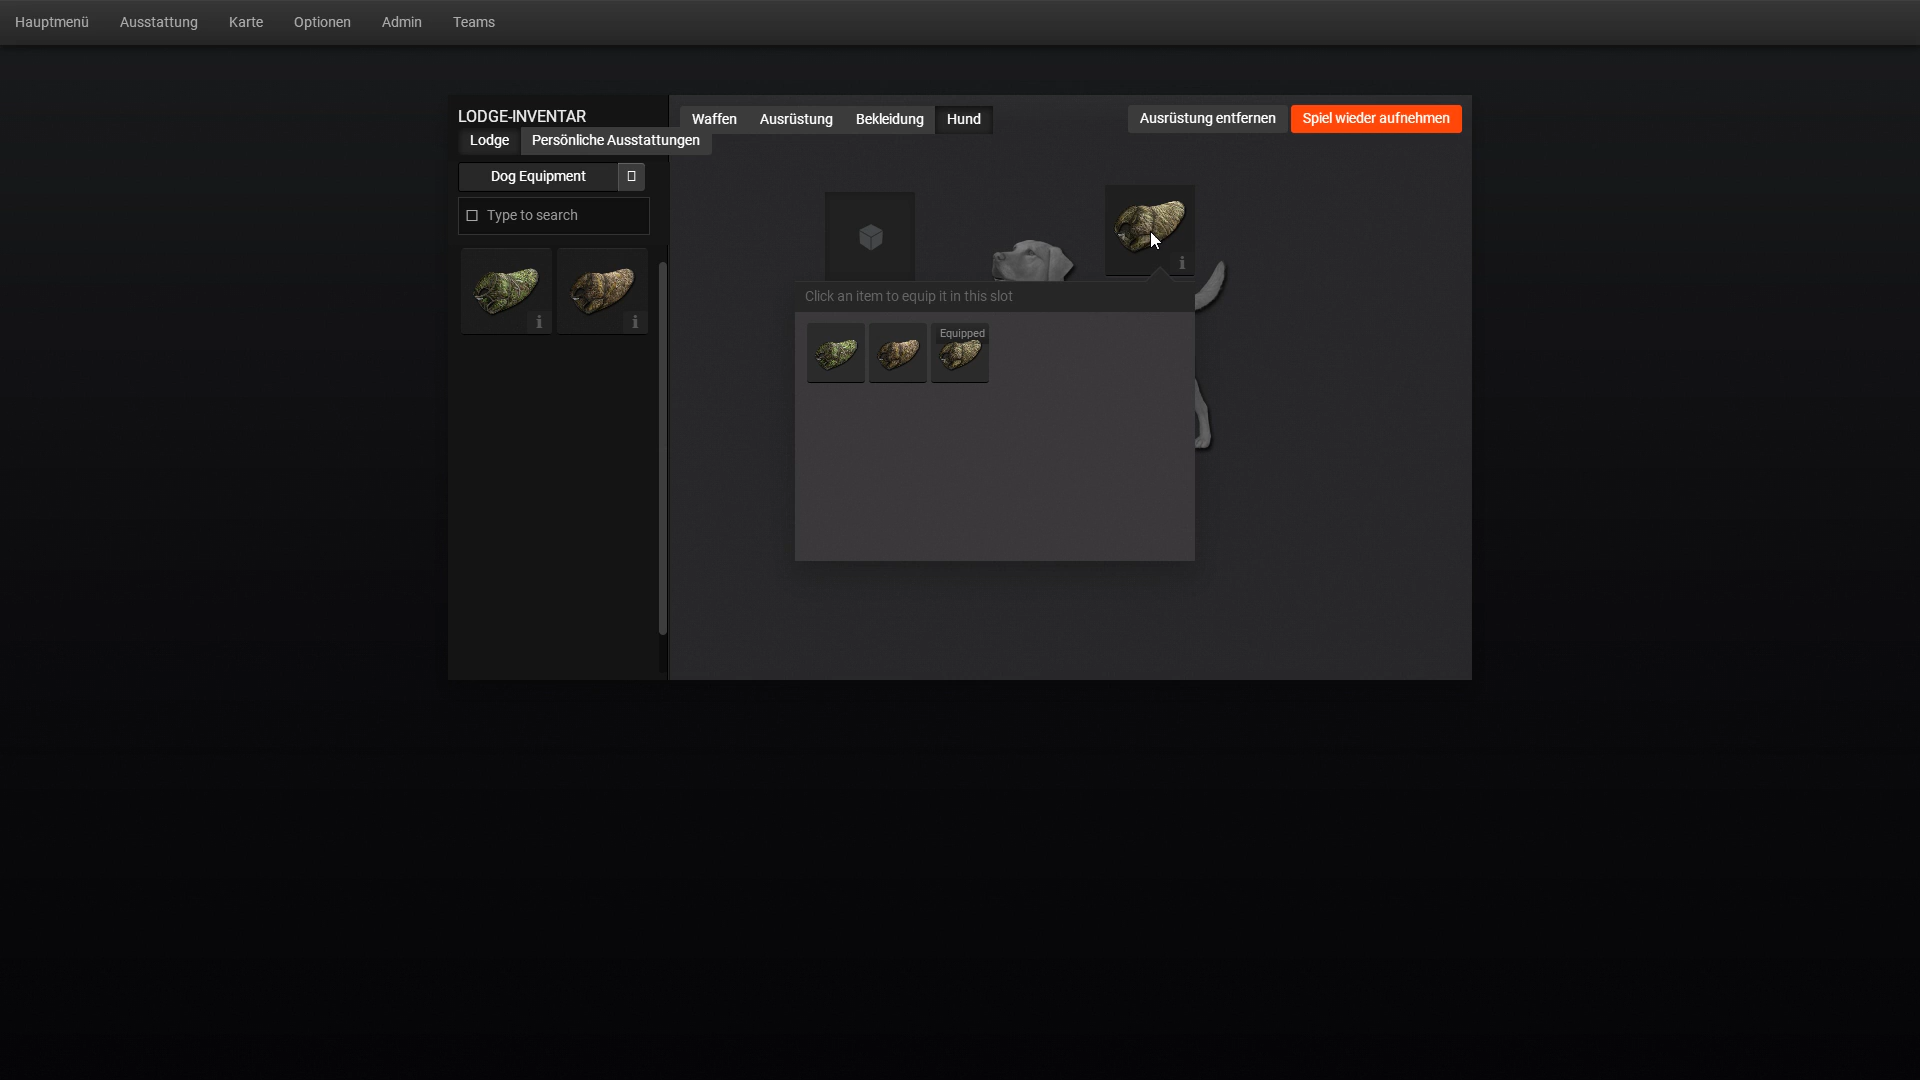 Hauptmenü Ausstattung Karte Optionen Admin Teams
LODGE-INVENTAR
Lodge Persönliche Ausstattungen
Dog Equipment
Type to search
Waffen Ausrüstung Bekleidung Hund
Ausrüstung entfernen Spiel wieder aufnehmen
Click an item to equip it in this slot
Equipped